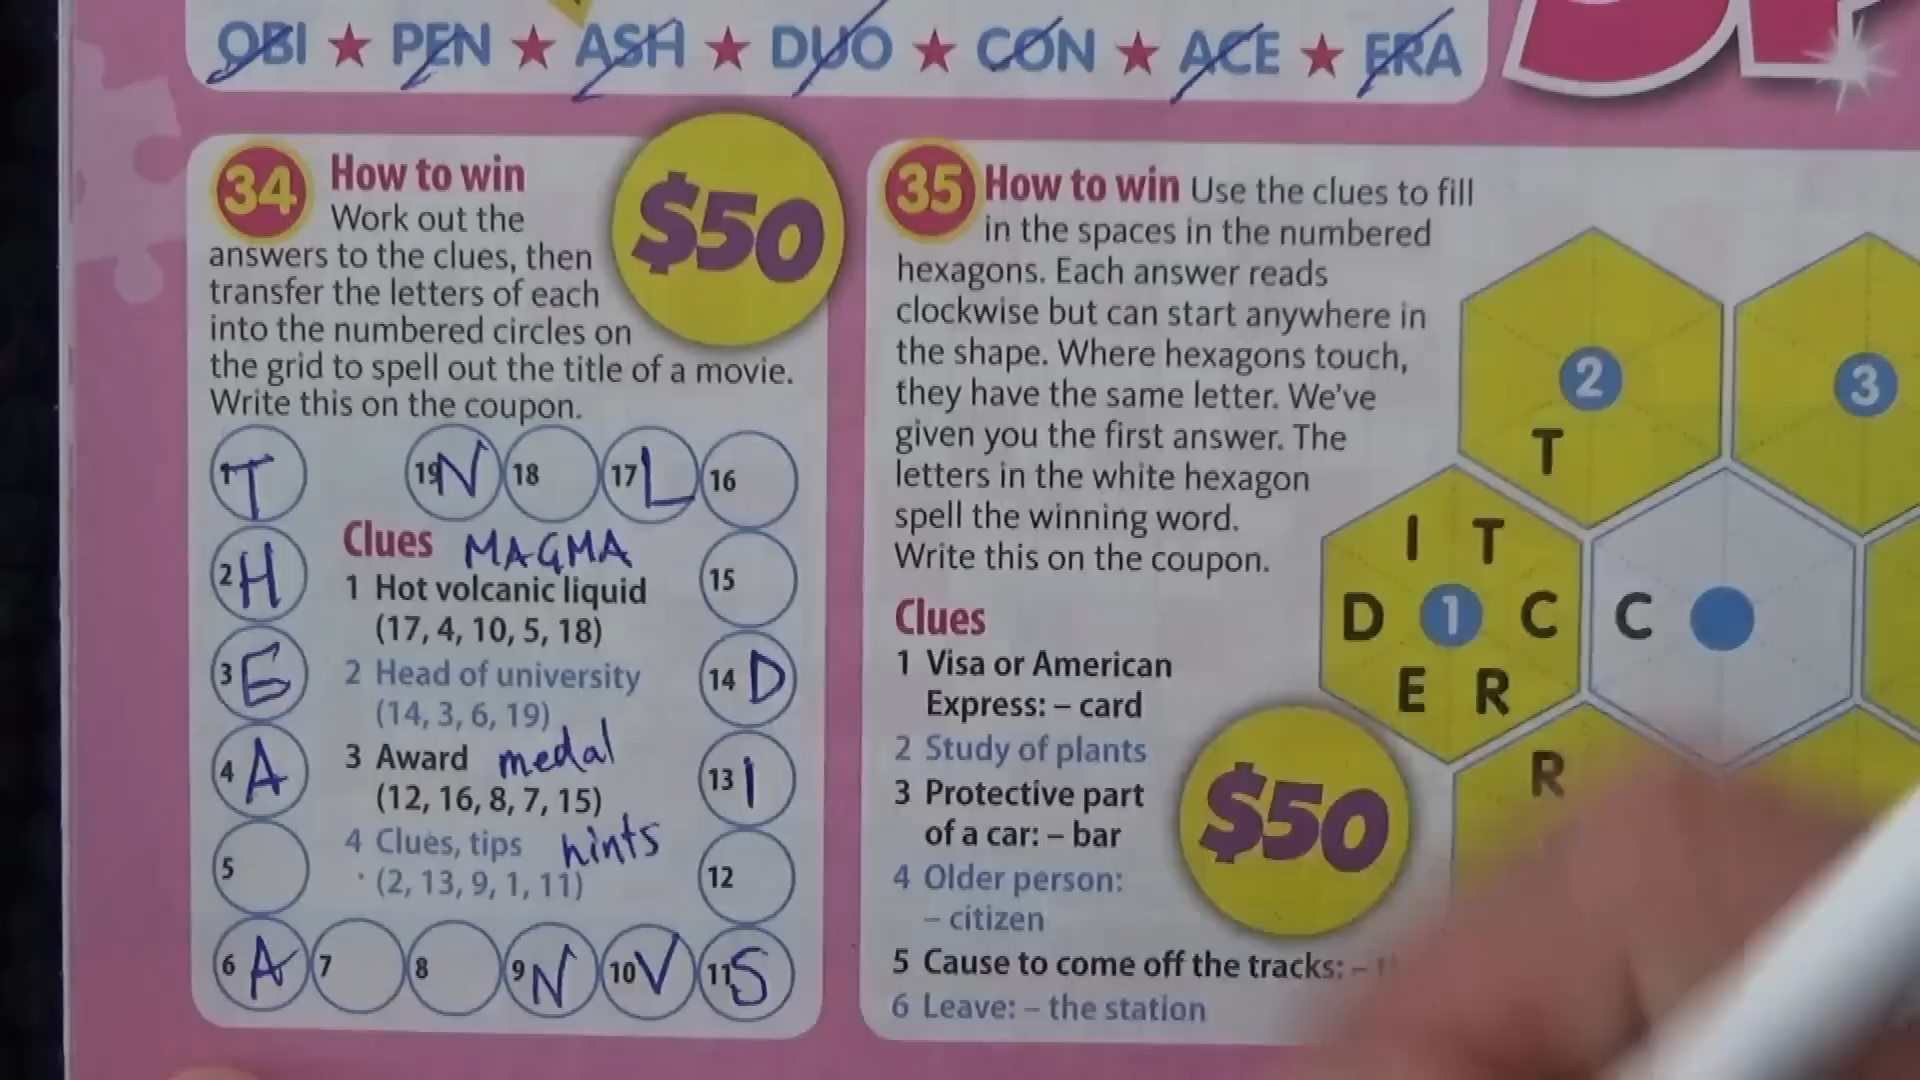 OBI ★ PEN ★ ASH ★ DUO ★ CON ★ ACE ★ ERA
34 How to win
Work out the
answers to the clues, then
transfer the letters of each
into the numbered circles on
the grid to spell out the title of a movie.
Write this on the coupon.
$50
1 T 19 N 18 17 L 16
Clues MAGMA
2 H 1 Hot volcanic liquid 15
(17, 4, 10, 5, 18)
3 E 2 Head of university 14 D
(14, 3, 6, 19)
4 A 3 Award medal 13 I
(12, 16, 8, 7, 15)
5 4 Clues, tips hints 12
(2, 13, 9, 1, 11)
6 A 7 8 9 N 10 V 11 S
35 How to win Use the clues to fill
in the spaces in the numbered
hexagons. Each answer reads
clockwise but can start anywhere in
the shape. Where hexagons touch,
they have the same letter. We've
given you the first answer. The
letters in the white hexagon
spell the winning word.
Write this on the coupon.
Clues
1 Visa or American
Express: – card
2 Study of plants
3 Protective part
of a car: – bar
4 Older person:
– citizen
5 Cause to come off the tracks: –
6 Leave: – the station
$50
2 3
T
I T
D 1 C C
E R
R